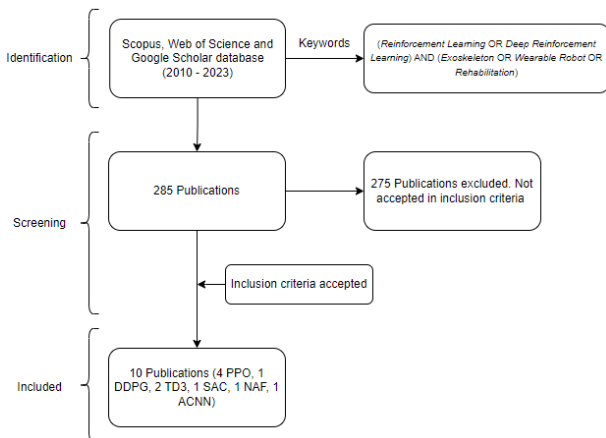 Identification
Scopus, Web of Science and
Google Scholar database
(2010 - 2023)
Keywords
(Reinforcement Learning OR Deep Reinforcement
Learning) AND (Exoskeleton OR Wearable Robot OR
Rehabilitation)
Screening
285 Publications
275 Publications excluded. Not
accepted in inclusion criteria
Inclusion criteria accepted
Included
10 Publications (4 PPO, 1
DDPG, 2 TD3, 1 SAC, 1 NAF, 1
ACNN)